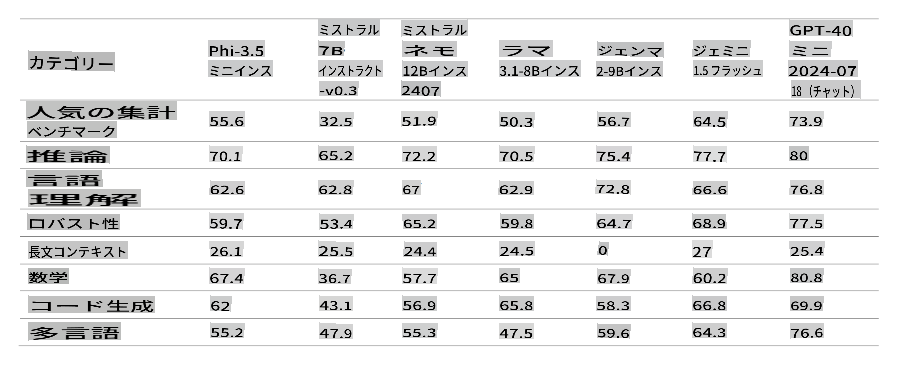 カテゴリー Phi-3.5 ミニインス ミストラル 7B インストラクト -v0.3 ミストラル ネモ 12Bインス 2407 ラマ 3.1-8Bインス ジェンマ 2-9Bインス ジェミニ 1.5フラッシュ GPT-4O ミニ 2024-07 18（チャット）
人気の集計 ベンチマーク 55.6 32.5 51.9 50.3 56.7 64.5 73.9
推論 70.1 65.2 72.2 70.5 75.4 77.7 80
言語 理解 62.6 62.8 67 62.9 72.8 66.6 76.8
ロバスト性 59.7 53.4 65.2 59.8 64.7 68.9 77.5
長文コンテキスト 26.1 25.5 24.4 24.5 0 27 25.4
数学 67.4 36.7 57.7 65 67.9 60.2 80.8
コード生成 62 43.1 56.9 65.8 58.3 66.8 69.9
多言語 55.2 47.9 55.3 47.5 59.6 64.3 76.6